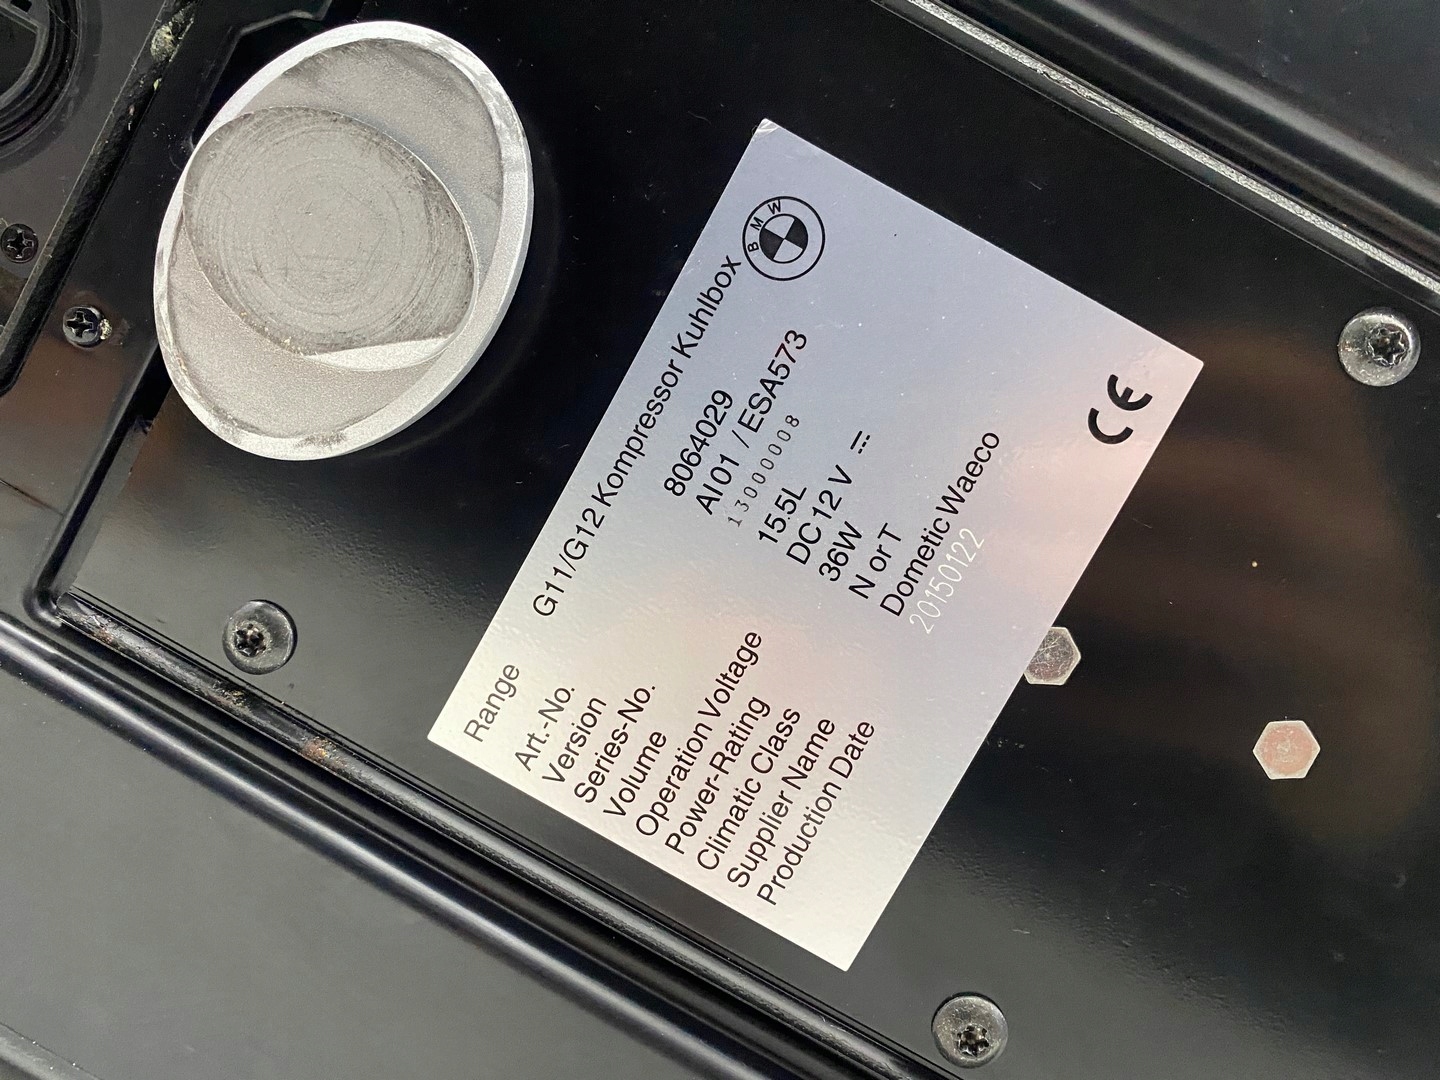 BMW
Range G11/G12 Kompressor Kuhlbox
Art.-No. 8064029
Version AI01 / ESA573
Series-No. 13000008
Volume 15.5L
Operation Voltage DC 12 V ⎓
Power-Rating 36W
Climatic Class N or T
Supplier Name Dometic Waeco
Production Date 20150122
CE